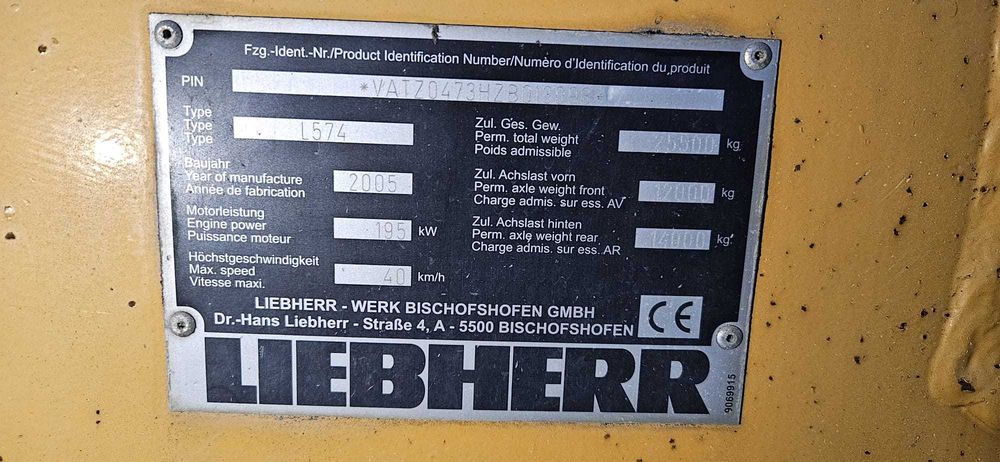 Fzg.-Ident.-Nr./Product Identification Number/Numèro d'Identification du produit
PIN
Type
Type L574
Type
Baujahr
Year of manufacture 2005
Année de fabrication
Motorleistung
Engine power 195 kW
Puissance moteur
Höchstgeschwindigkeit
Max. speed 40 km/h
Vitesse maxi.
Zul. Ges. Gew.
Perm. total weight kg
Poids admissible
Zul. Achslast vorn
Perm. axle weight front 12000 kg
Charge admis. sur ess. AV
Zul. Achslast hinten
Perm. axle weight rear kg
Charge admis. sur ess. AR
LIEBHERR - WERK BISCHOFSHOFEN GMBH
Dr.-Hans Liebherr - Straße 4, A - 5500 BISCHOFSHOFEN
CE
LIEBHERR
9069915